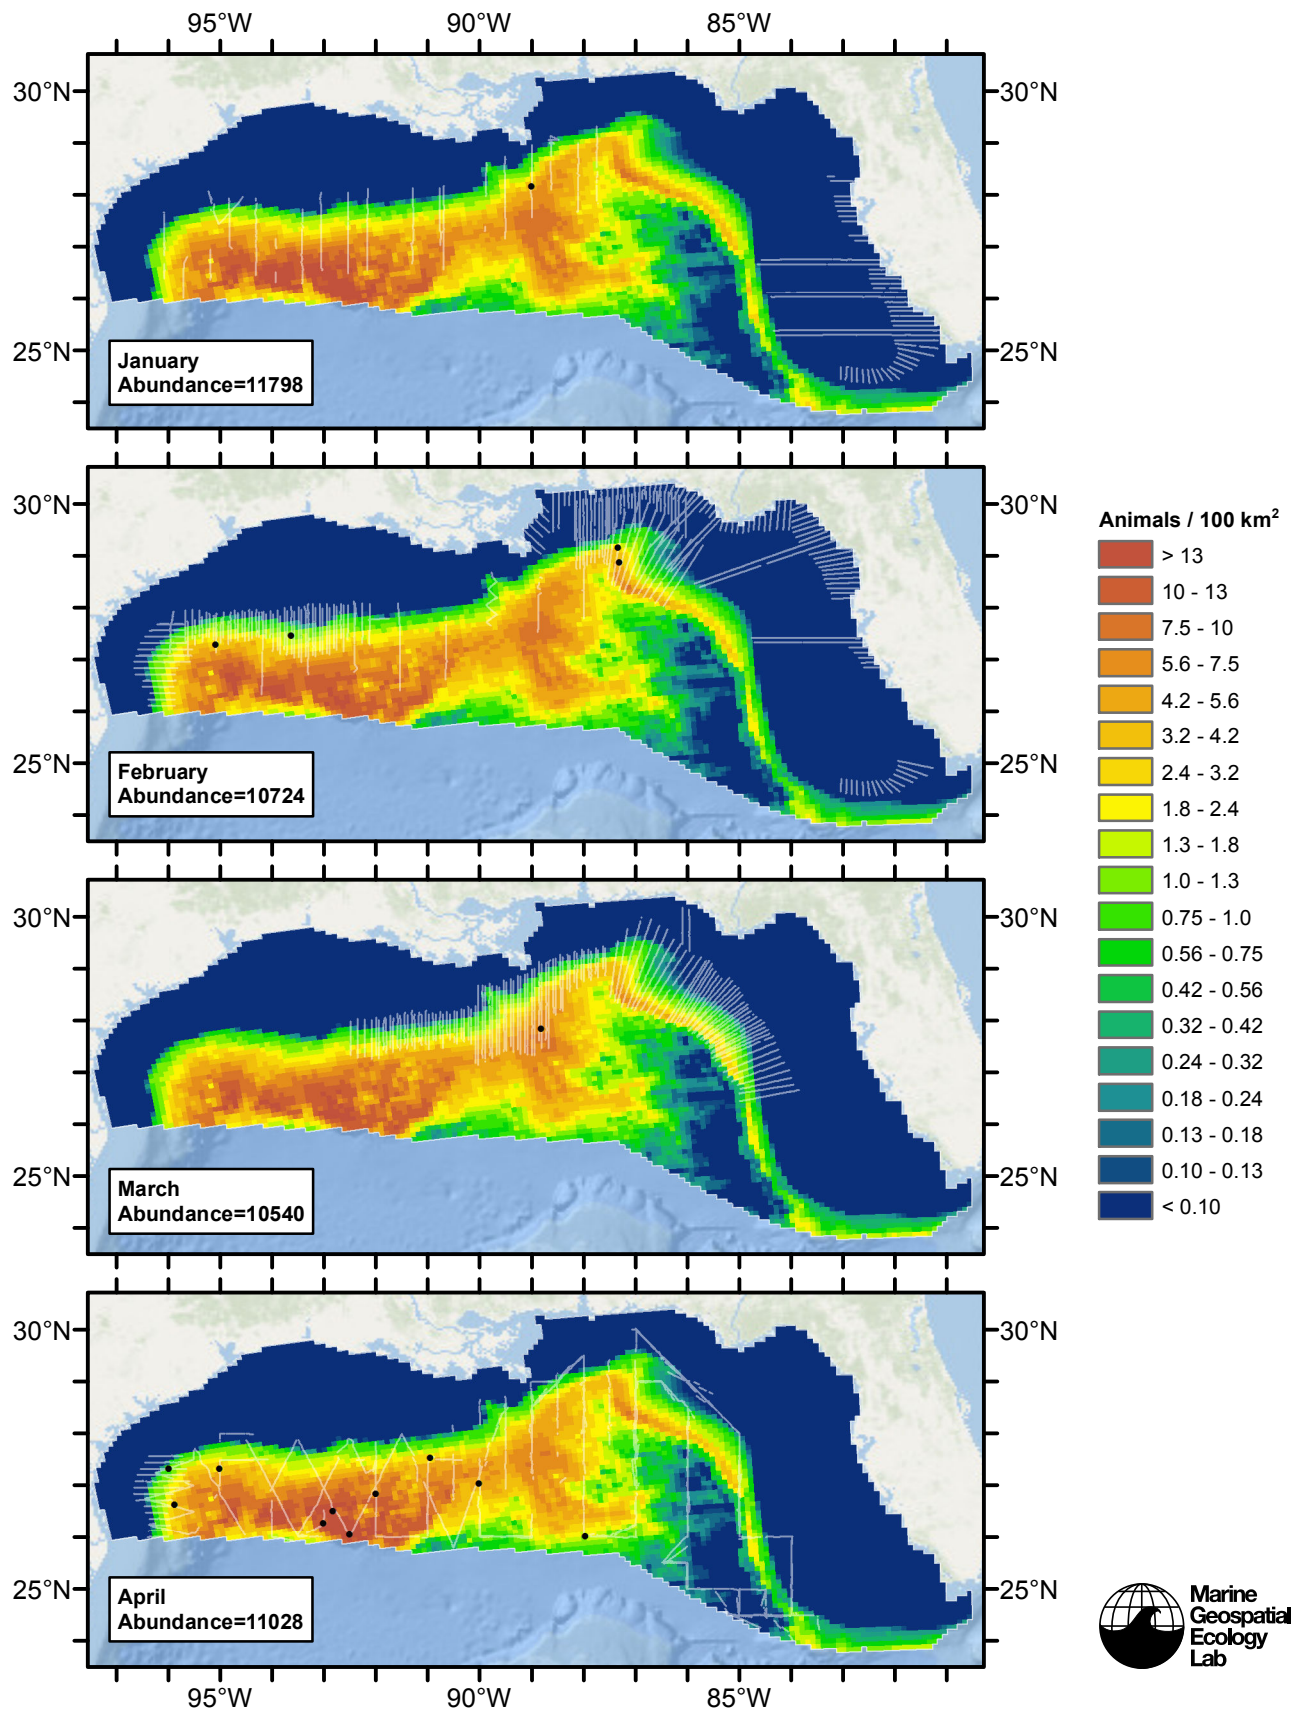 95°W 90°W 85°W
30°N 30°N
25°N 25°N
January
Abundance=11798
30°N 30°N
25°N 25°N
February
Abundance=10724
30°N 30°N
25°N 25°N
March
Abundance=10540
30°N 30°N
25°N 25°N
April
Abundance=11028
95°W 90°W 85°W
Animals / 100 km²
> 13
10 - 13
7.5 - 10
5.6 - 7.5
4.2 - 5.6
3.2 - 4.2
2.4 - 3.2
1.8 - 2.4
1.3 - 1.8
1.0 - 1.3
0.75 - 1.0
0.56 - 0.75
0.42 - 0.56
0.32 - 0.42
0.24 - 0.32
0.18 - 0.24
0.13 - 0.18
0.10 - 0.13
< 0.10
Marine
Geospatial
Ecology
Lab